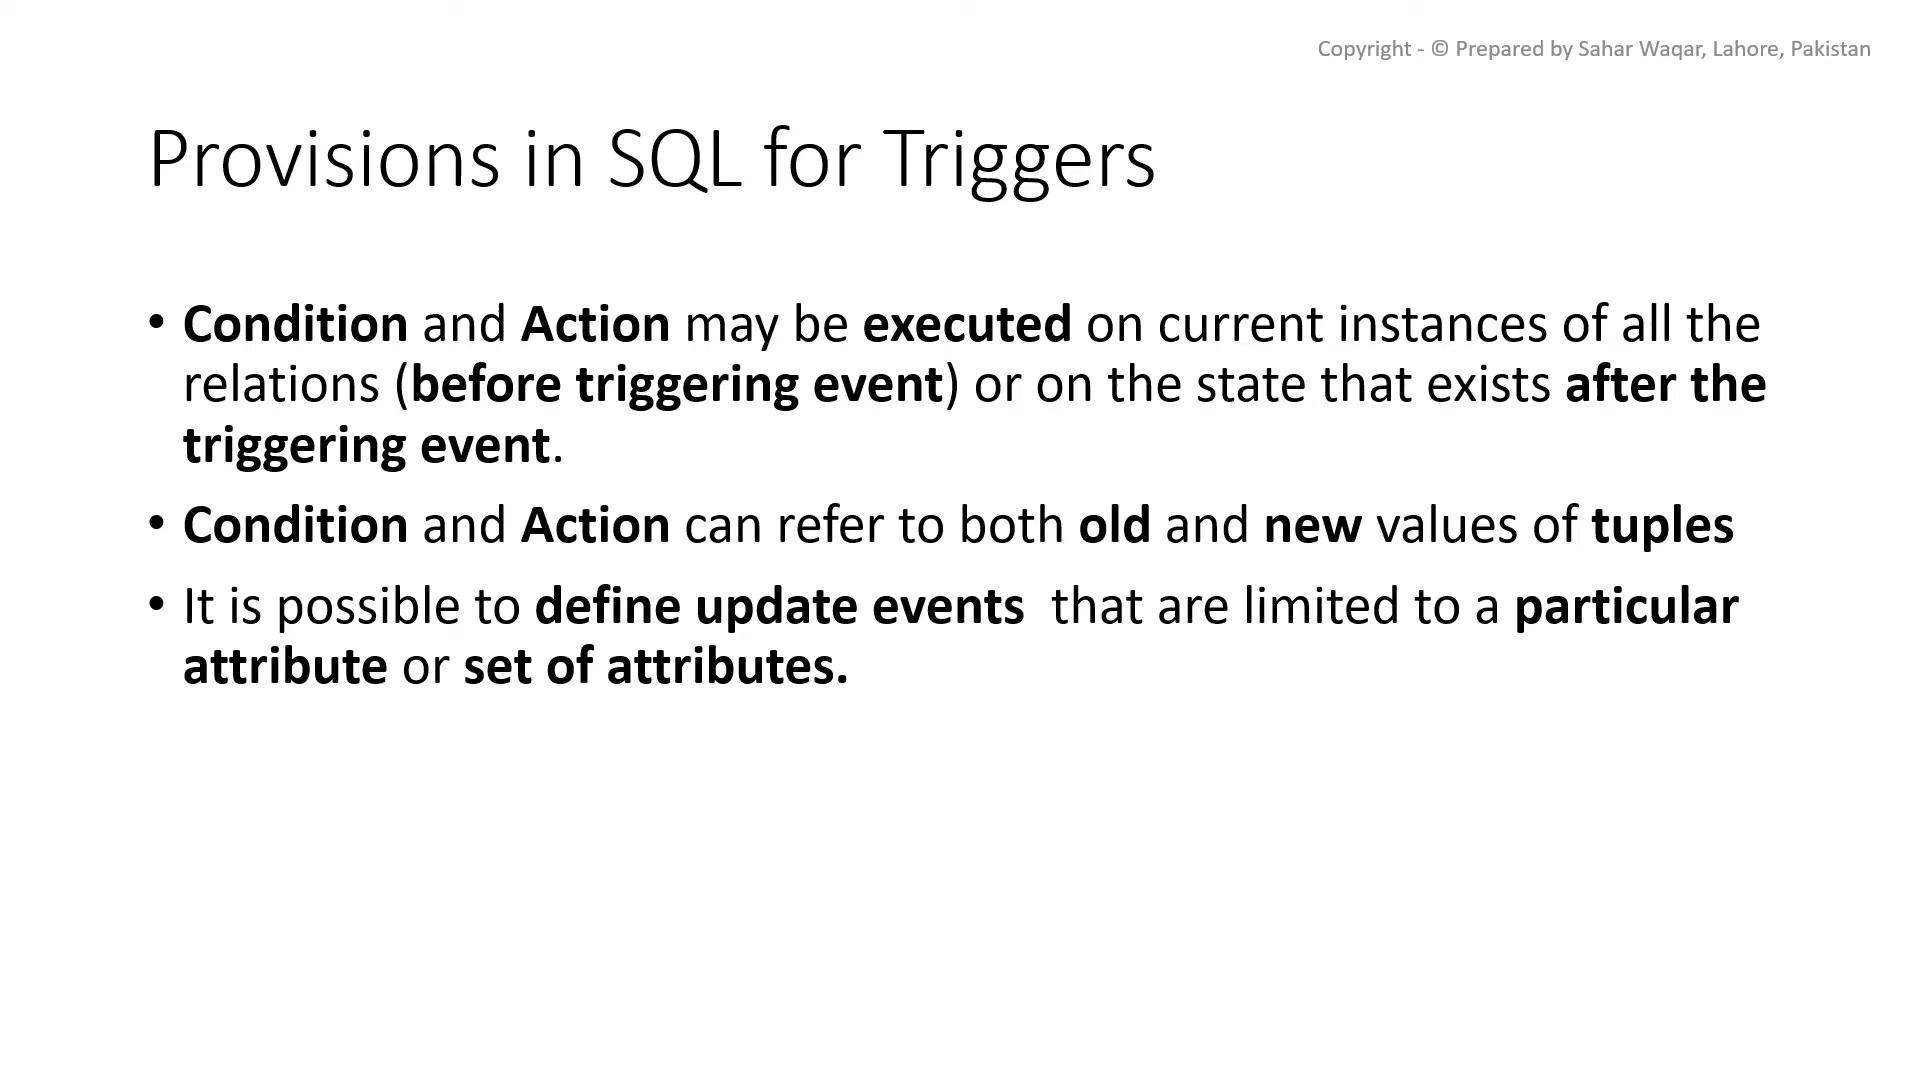 Copyright - © Prepared by Sahar Waqar, Lahore, Pakistan
Provisions in SQL for Triggers
• Condition and Action may be executed on current instances of all the
relations (before triggering event) or on the state that exists after the
triggering event.
• Condition and Action can refer to both old and new values of tuples
• It is possible to define update events  that are limited to a particular
attribute or set of attributes.